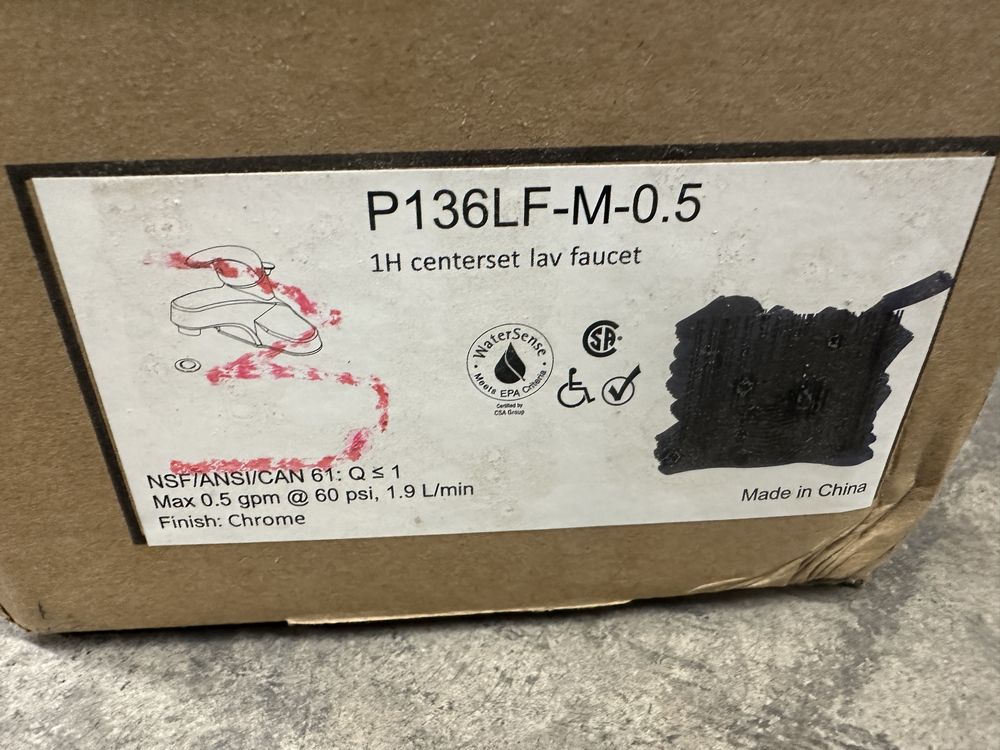 P136LF-M-0.5
1H centerset lav faucet
WaterSense
Meets EPA Criteria
Certified by
CSA Group
NSF/ANSI/CAN 61: Q ≤ 1
Max 0.5 gpm @ 60 psi, 1.9 L/min
Finish: Chrome
Made in China